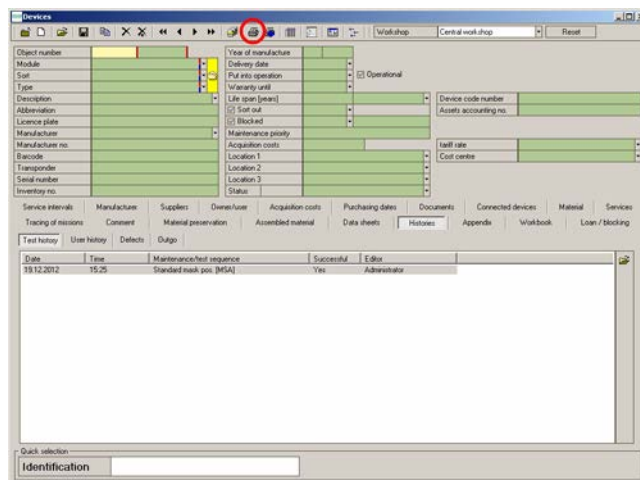 Devices
Workshop Central workshop Reset
Object number Year of manufacture
Module Delivery date
Sort Put into operation Operational
Type Warranty until
Description Life span [years] Device code number
Abbreviation Sort out Assets accounting no.
Licence plate Blocked
Manufacturer Maintenance priority
Manufacturer no. Acquisition costs tariff rate
Barcode Location 1 Cost centre
Transponder Location 2
Serial number Location 3
Inventory no. Status
Service intervals Manufacturer Suppliers Owner/user Acquisition costs Purchasing dates Documents Connected devices Material Services
Tracing of missions Comment Material preservation Assembled material Data sheets Histories Appendix Workbook Loan / blocking
Test history User history Defects Outgo
Date Time Maintenance/test sequence Successful Editor
19.12.2012 15:25 Standard mask pos. [MSA] Yes Administrator
Quick selection
Identification